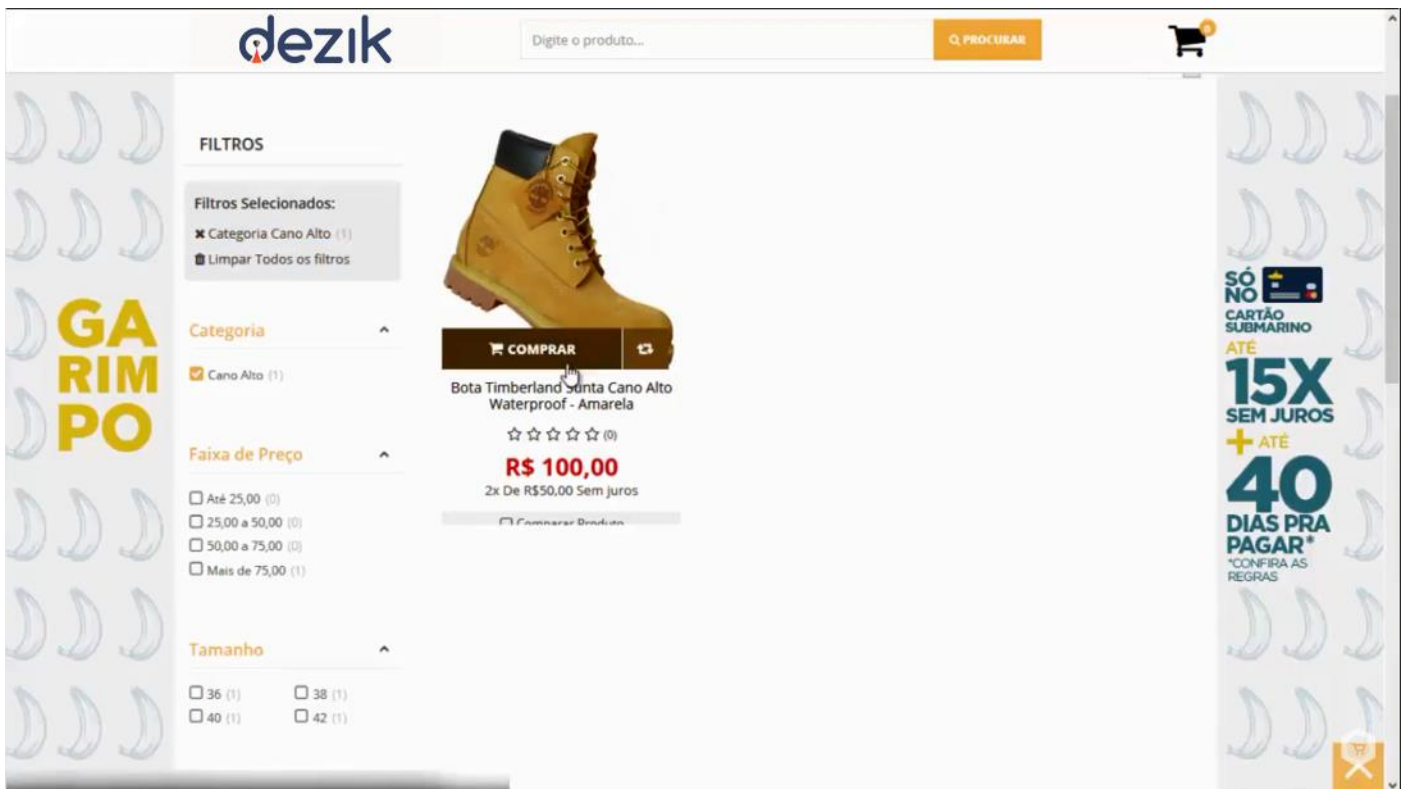 dezik
Digite o produto...
PROCURAR
0
FILTROS
Filtros Selecionados:
Categoria Cano Alto (1)
Limpar Todos os filtros
Categoria
Cano Alto (1)
Faixa de Preço
Até 25,00 (0)
25,00 a 50,00 (0)
50,00 a 75,00 (0)
Mais de 75,00 (1)
Tamanho
36 (1) 38 (1)
40 (1) 42 (1)
COMPRAR
Bota Timberland Cano Alto
Waterproof - Amarela
(0)
R$ 100,00
2x De R$50,00 Sem juros
Comparar Produto
GA
RIM
PO
SÓ
NO
CARTÃO
SUBMARINO
ATÉ
15X
SEM JUROS
+ ATÉ
40
DIAS PRA
PAGAR*
*CONFIRA AS
REGRAS